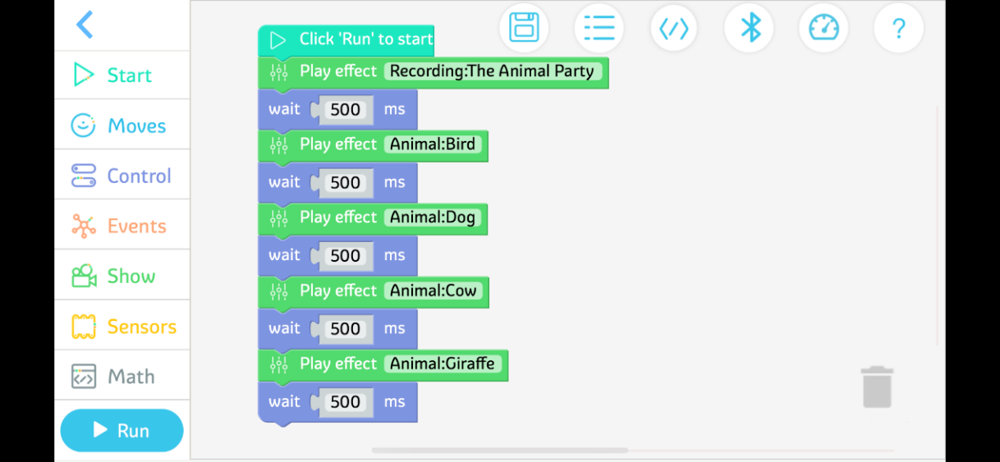 Click 'Run' to start
?
Start
Play effect Recording:The Animal Party
wait 500 ms
Moves
Play effect Animal:Bird
Control
wait 500 ms
Play effect Animal:Dog
Events
wait 500 ms
Show
Play effect Animal:Cow
Sensors
wait 500 ms
Play effect Animal:Giraffe
Math
wait 500 ms
Run